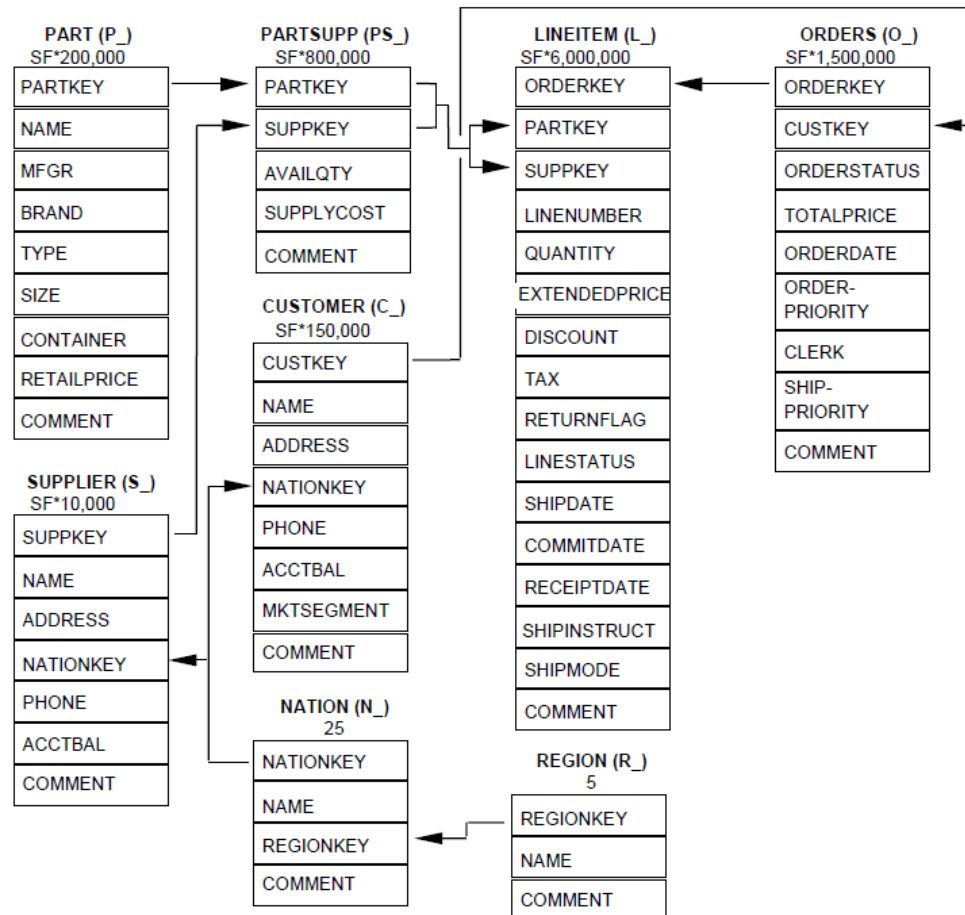 PART (P_)
SF*200,000
PARTKEY
NAME
MFGR
BRAND
TYPE
SIZE
CONTAINER
RETAILPRICE
COMMENT
SUPPLIER (S_)
SF*10,000
SUPPKEY
NAME
ADDRESS
NATIONKEY
PHONE
ACCTBAL
COMMENT
PARTSUPP (PS_)
SF*800,000
PARTKEY
SUPPKEY
AVAILQTY
SUPPLYCOST
COMMENT
CUSTOMER (C_)
SF*150,000
CUSTKEY
NAME
ADDRESS
NATIONKEY
PHONE
ACCTBAL
MKTSEGMENT
COMMENT
NATION (N_)
25
NATIONKEY
NAME
REGIONKEY
COMMENT
LINEITEM (L_)
SF*6,000,000
ORDERKEY
PARTKEY
SUPPKEY
LINENUMBER
QUANTITY
EXTENDEDPRICE
DISCOUNT
TAX
RETURNFLAG
LINESTATUS
SHIPDATE
COMMITDATE
RECEIPTDATE
SHIPINSTRUCT
SHIPMODE
COMMENT
REGION (R_)
5
REGIONKEY
NAME
COMMENT
ORDERS (O_)
SF*1,500,000
ORDERKEY
CUSTKEY
ORDERSTATUS
TOTALPRICE
ORDERDATE
ORDER-
PRIORITY
CLERK
SHIP-
PRIORITY
COMMENT